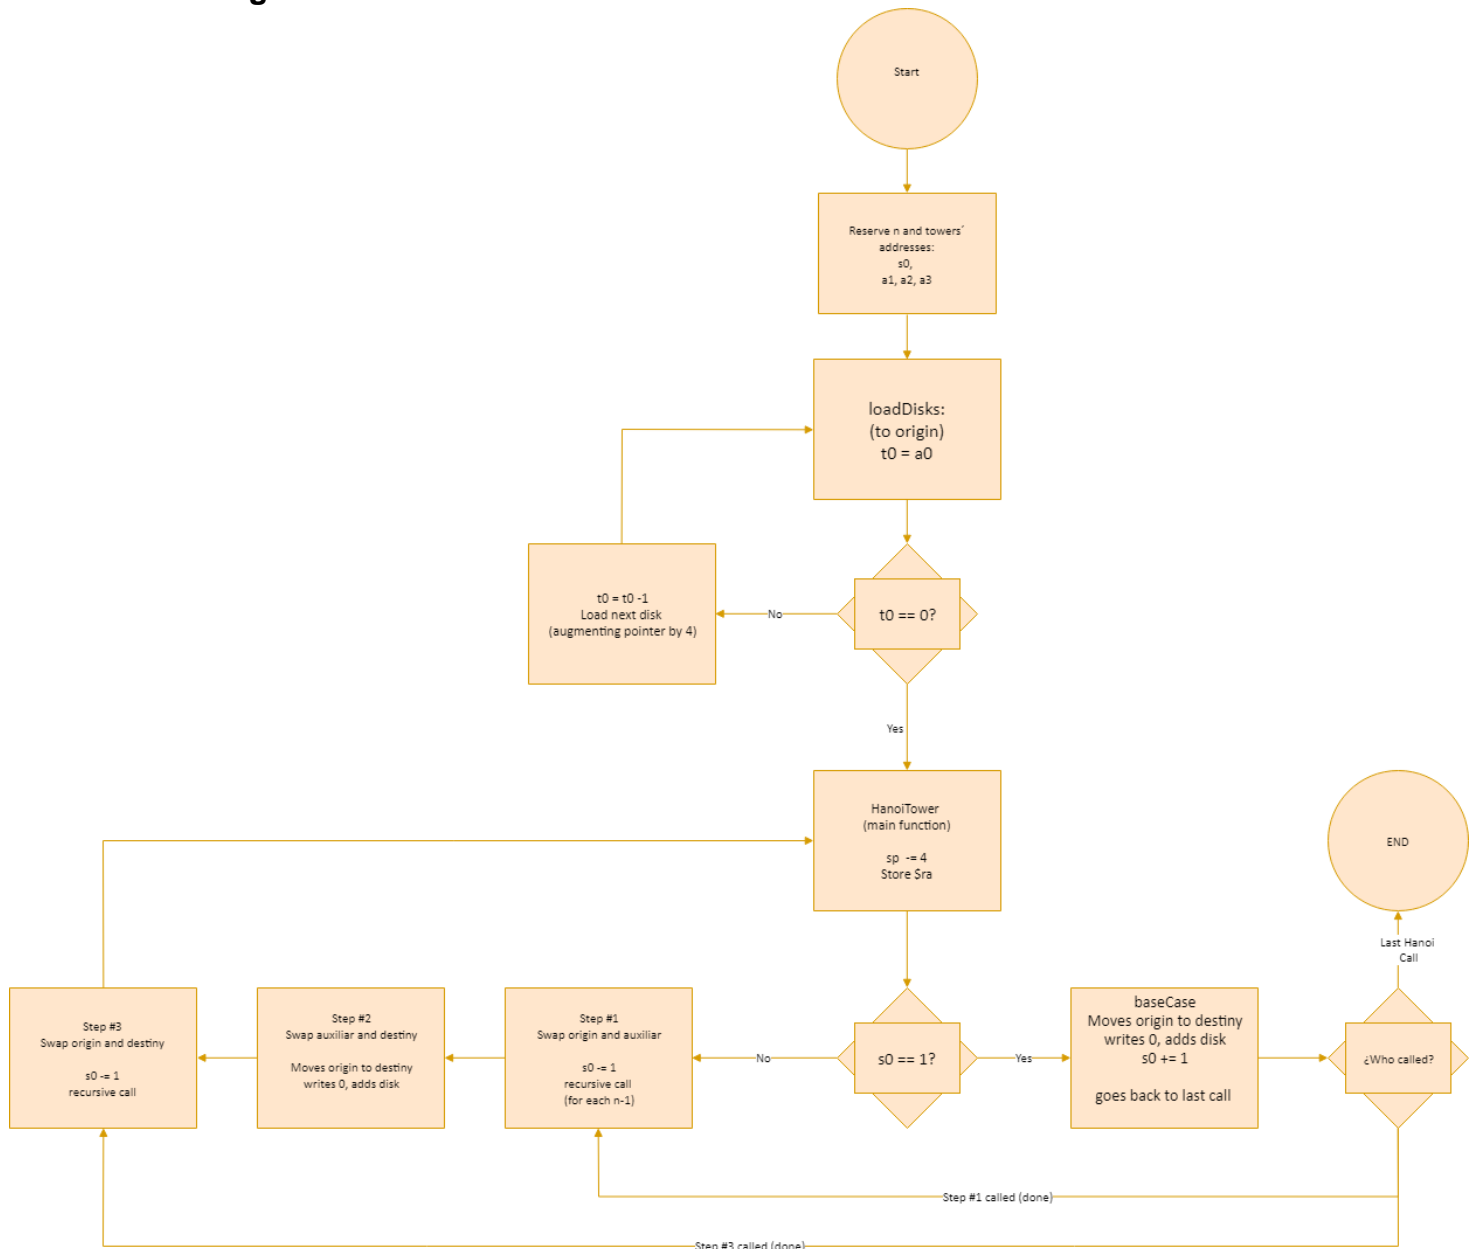 Start
Reserve n and towers´
addresses:
s0,
a1, a2, a3
loadDisks:
(to origin)
t0 = a0
t0 = t0 -1
Load next disk
(augmenting pointer by 4)
No
t0 == 0?
Yes
HanoiTower
(main function)
sp -= 4
Store $ra
END
Last Hanoi
Call
Step #3
Swap origin and destiny
s0 -= 1
recursive call
Step #2
Swap auxiliar and destiny
Moves origin to destiny
writes 0, adds disk
Step #1
Swap origin and auxiliar
s0 -= 1
recursive call
(for each n-1)
No
s0 == 1?
Yes
baseCase
Moves origin to destiny
writes 0, adds disk
s0 += 1
goes back to last call
¿Who called?
Step #1 called (done)
Step #3 called (done)